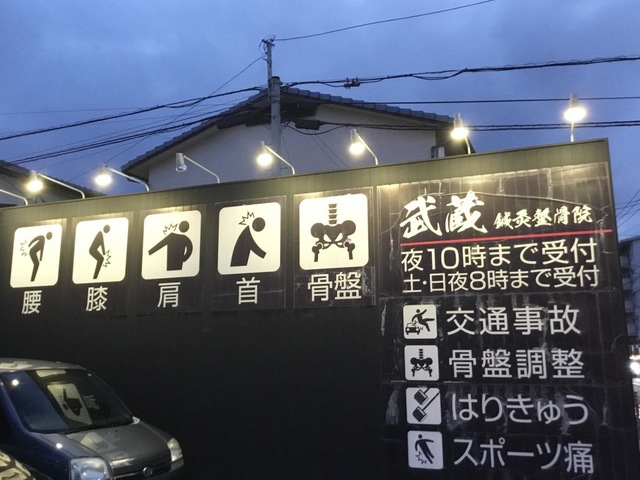 腰 膝 肩 首 骨盤
武蔵 鍼灸整骨院
夜10時まで受付
土・日夜8時まで受付
交通事故
骨盤調整
はりきゅう
スポーツ痛